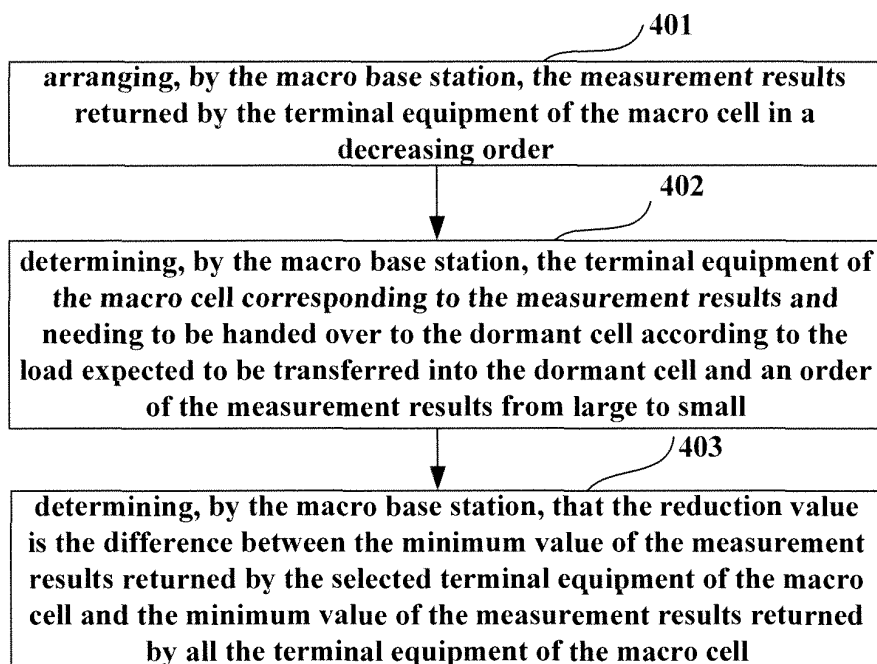 401
arranging, by the macro base station, the measurement results
returned by the terminal equipment of the macro cell in a
decreasing order
402
determining, by the macro base station, the terminal equipment of
the macro cell corresponding to the measurement results and
needing to be handed over to the dormant cell according to the
load expected to be transferred into the dormant cell and an order
of the measurement results from large to small
403
determining, by the macro base station, that the reduction value
is the difference between the minimum value of the measurement
results returned by the selected terminal equipment of the macro
cell and the minimum value of the measurement results returned
by all the terminal equipment of the macro cell